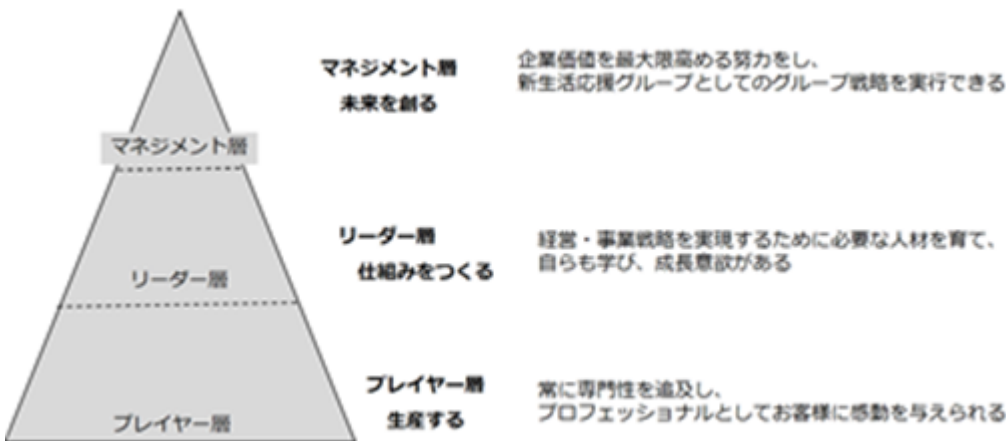 マネジメント層
未来を創る
企業価値を最大限高める努力をし、
新生活応援グループとしてのグループ戦略を実行できる
マネジメント層
リーダー層
仕組みをつくる
経営・事業戦略を実現するために必要な人材を育て、
自らも学び、成長意欲がある
リーダー層
プレイヤー層
生産する
常に専門性を追及し、
プロフェッショナルとしてお客様に感動を与えられる
プレイヤー層